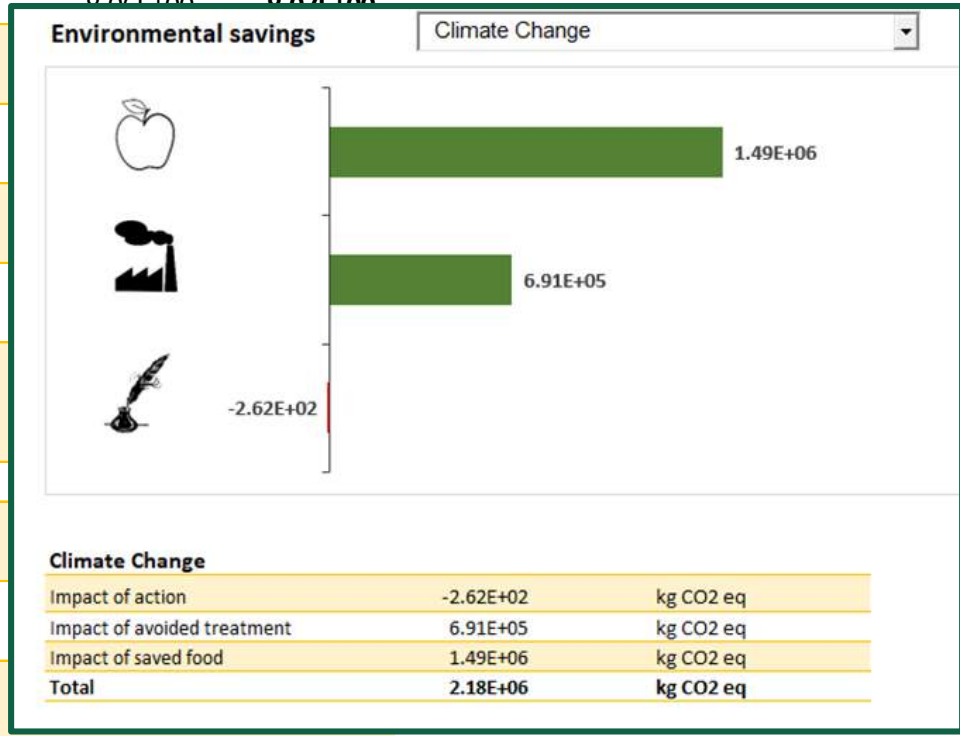 Environmental savings Climate Change
1.49E+06
6.91E+05
-2.62E+02
Climate Change
Impact of action -2.62E+02 kg CO2 eq
Impact of avoided treatment 6.91E+05 kg CO2 eq
Impact of saved food 1.49E+06 kg CO2 eq
Total 2.18E+06 kg CO2 eq